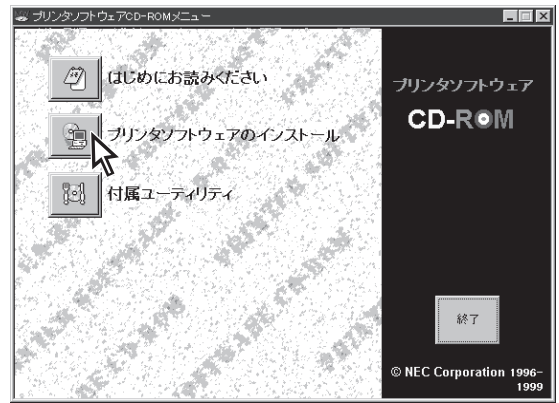 プリンタソフトウェアCD-ROMメニュー
はじめにお読みください
プリンタソフトウェアのインストール
付属ユーティリティ
プリンタソフトウェア
CD-ROM
終了
© NEC Corporation 1996-
1999